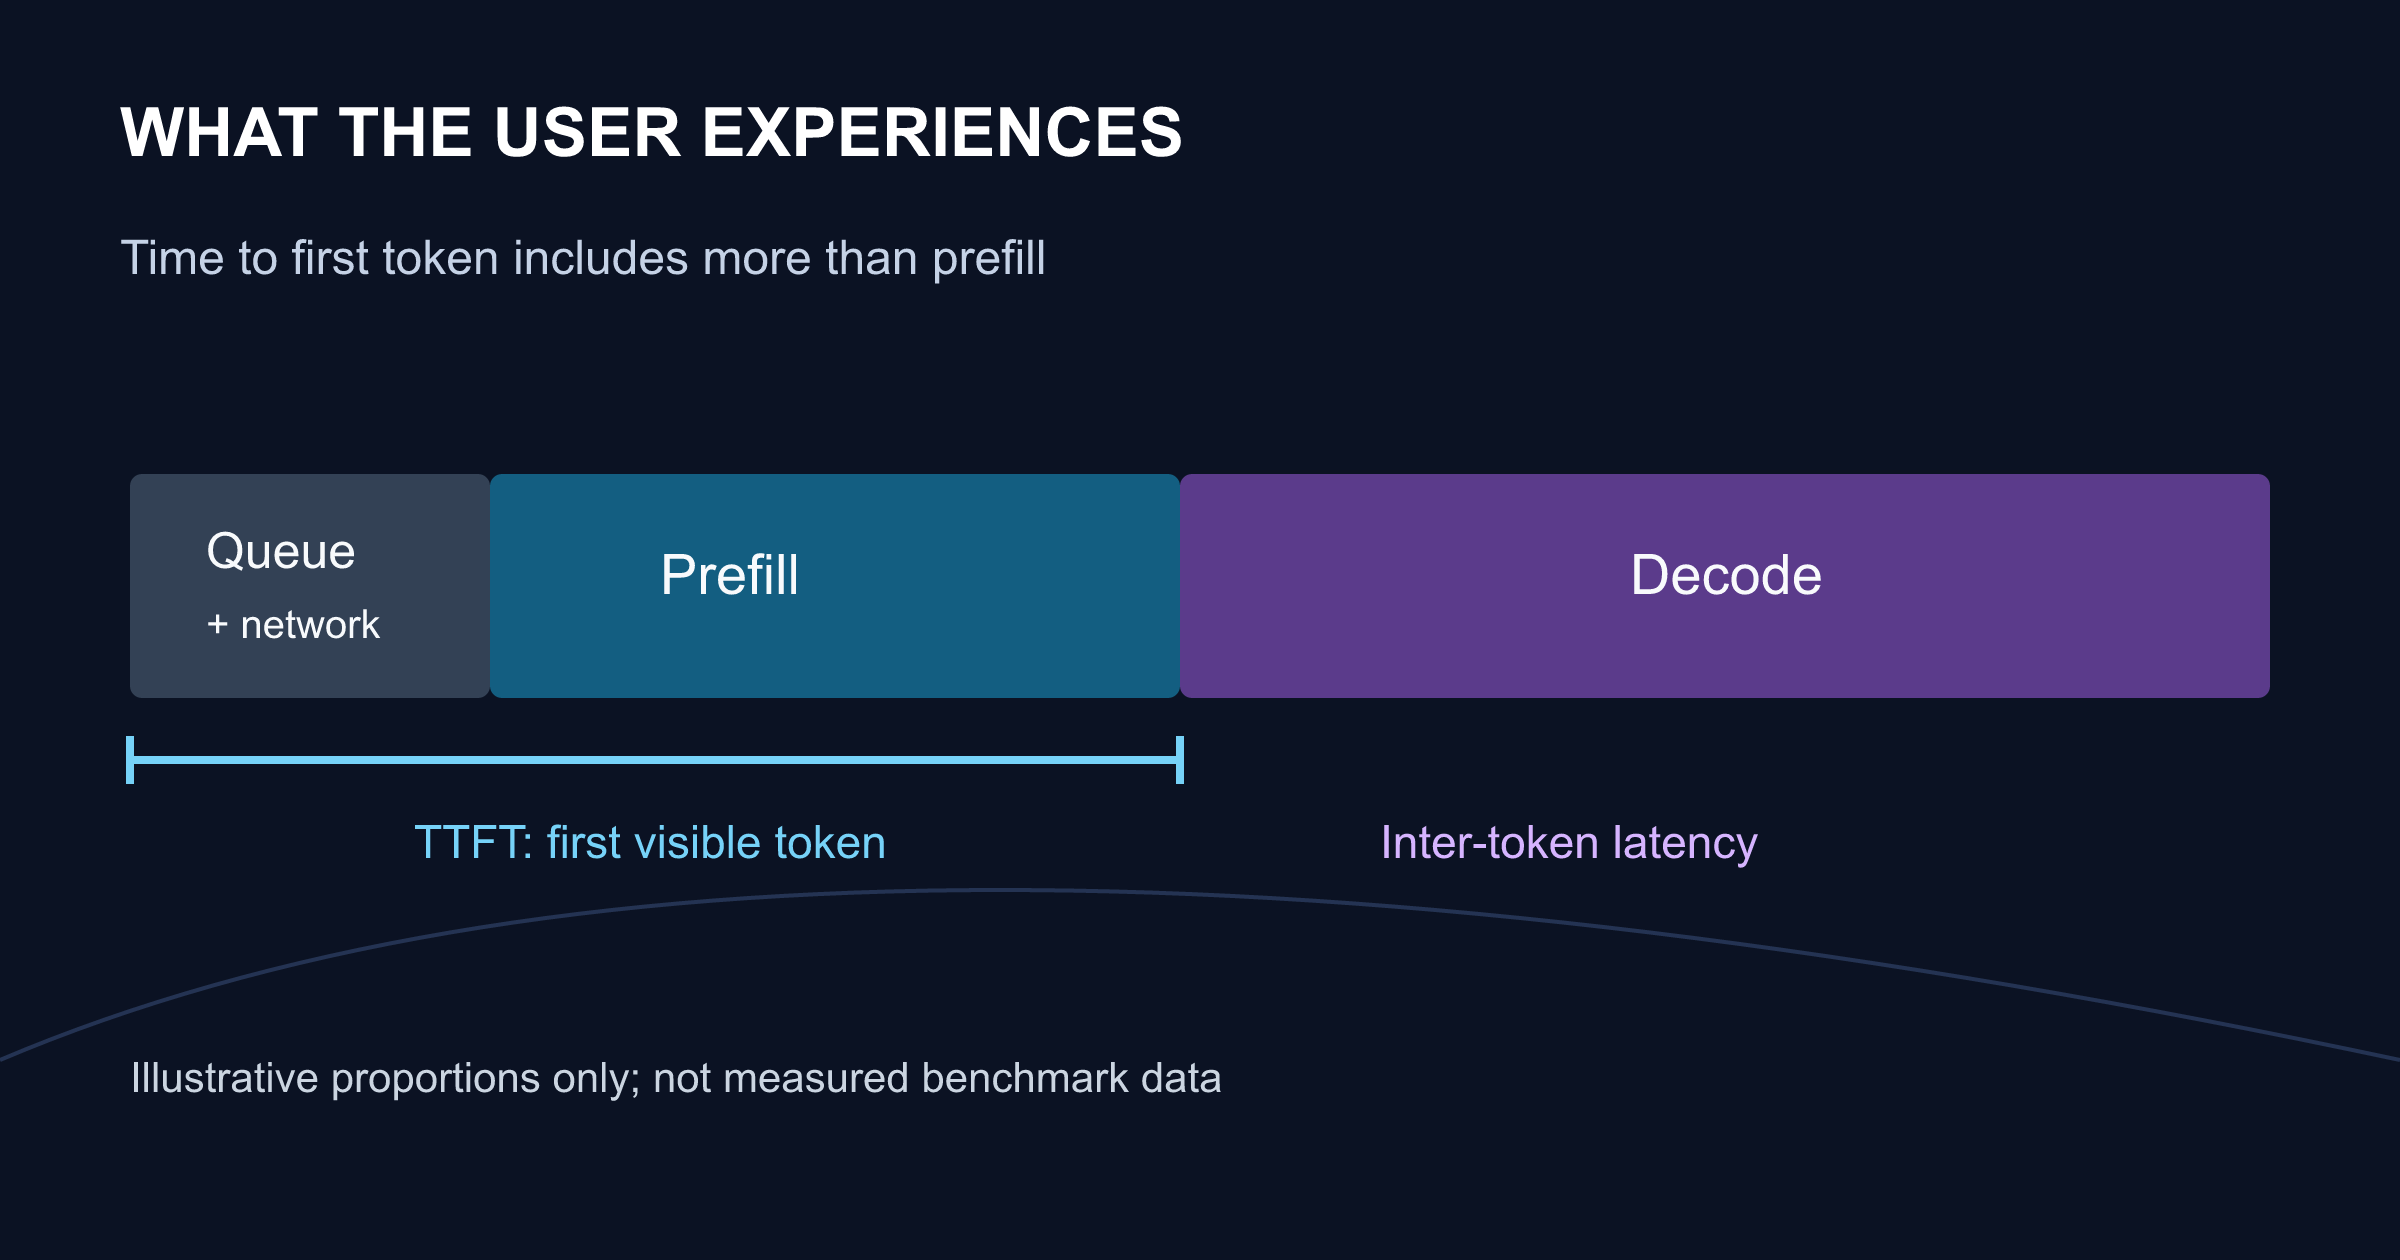 WHAT THE USER EXPERIENCES
Time to first token includes more than prefill
Queue
+ network
Prefill
Decode
TTFT: first visible token
Inter-token latency
Illustrative proportions only; not measured benchmark data